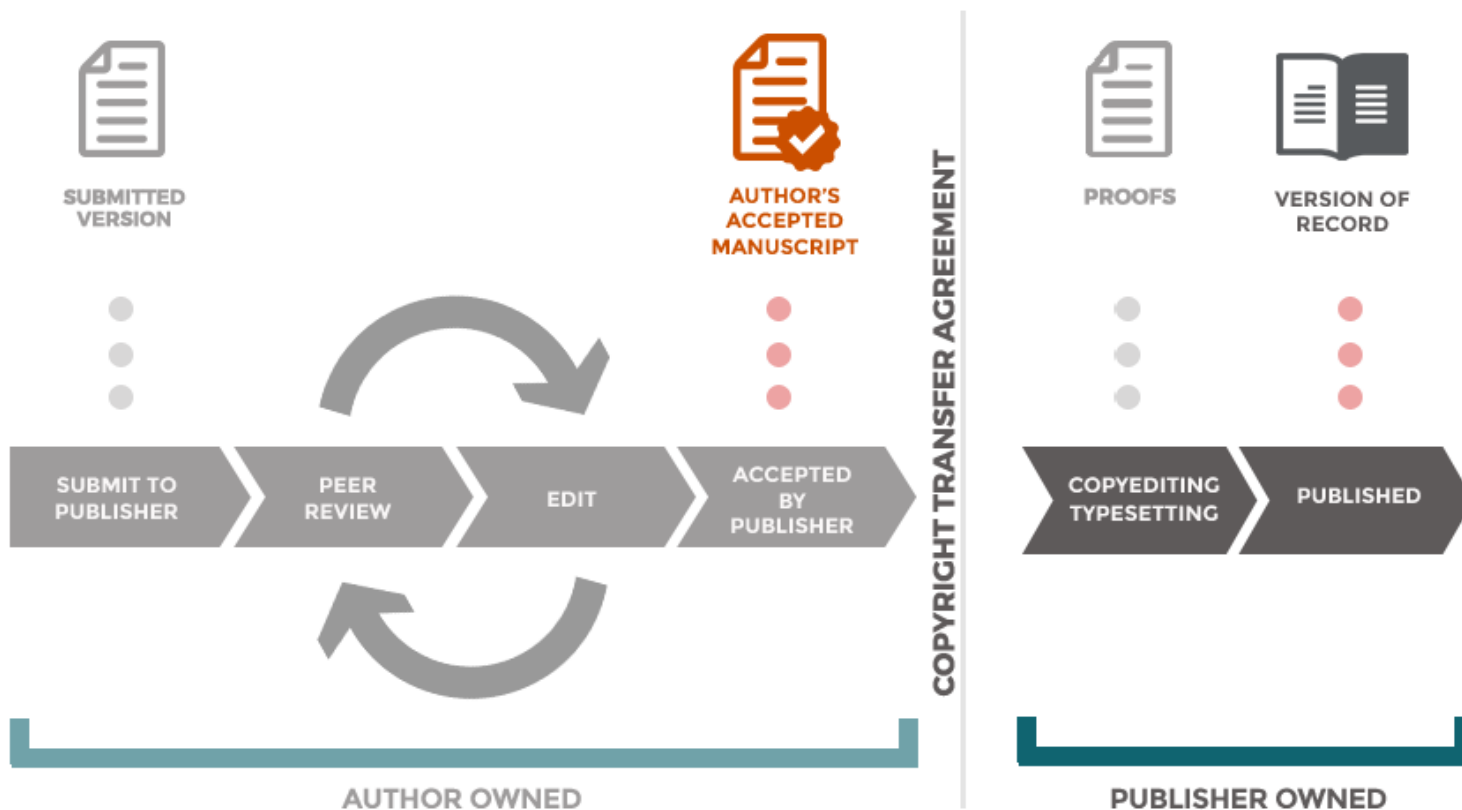 SUBMITTED
VERSION
AUTHOR'S
ACCEPTED
MANUSCRIPT
COPYRIGHT TRANSFER AGREEMENT
PROOFS
VERSION OF
RECORD
SUBMIT TO
PUBLISHER
PEER
REVIEW
EDIT
ACCEPTED
BY
PUBLISHER
COPYEDITING
TYPESETTING
PUBLISHED
AUTHOR OWNED
PUBLISHER OWNED